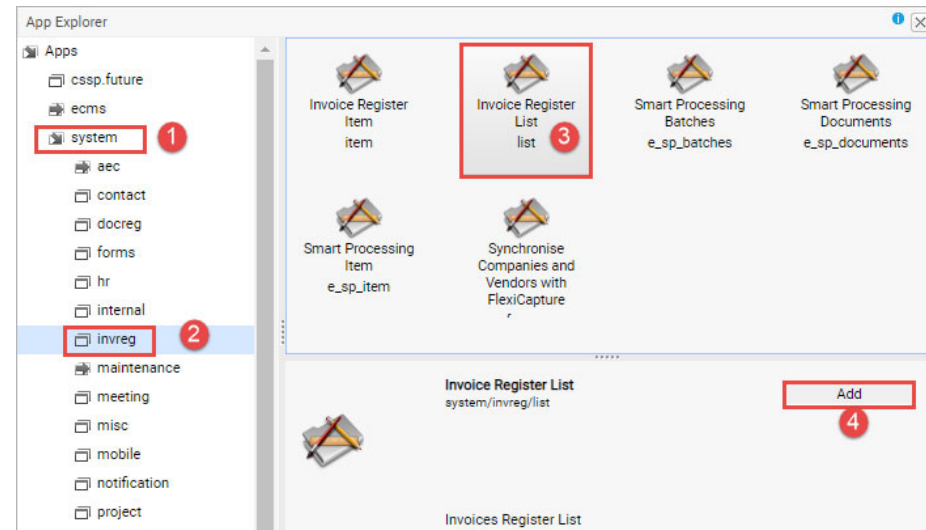 App Explorer
Apps
cssp.future
ecms
system
1
aec
contact
docreg
forms
hr
internal
invreg
2
maintenance
meeting
misc
mobile
notification
project
Invoice Register
Item
item
Invoice Register
List
list
3
Smart Processing
Batches
e_sp_batches
Smart Processing
Documents
e_sp_documents
Smart Processing
Item
e_sp_item
Synchronise
Companies and
Vendors with
FlexiCapture
Invoice Register List
system/invreg/list
Add
4
Invoices Register List